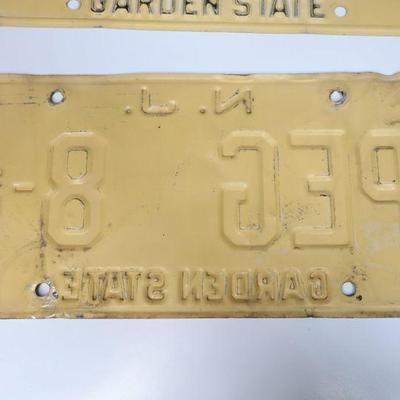 GARDEN STATE
N. J.
PEG 8-
GARDEN STATE